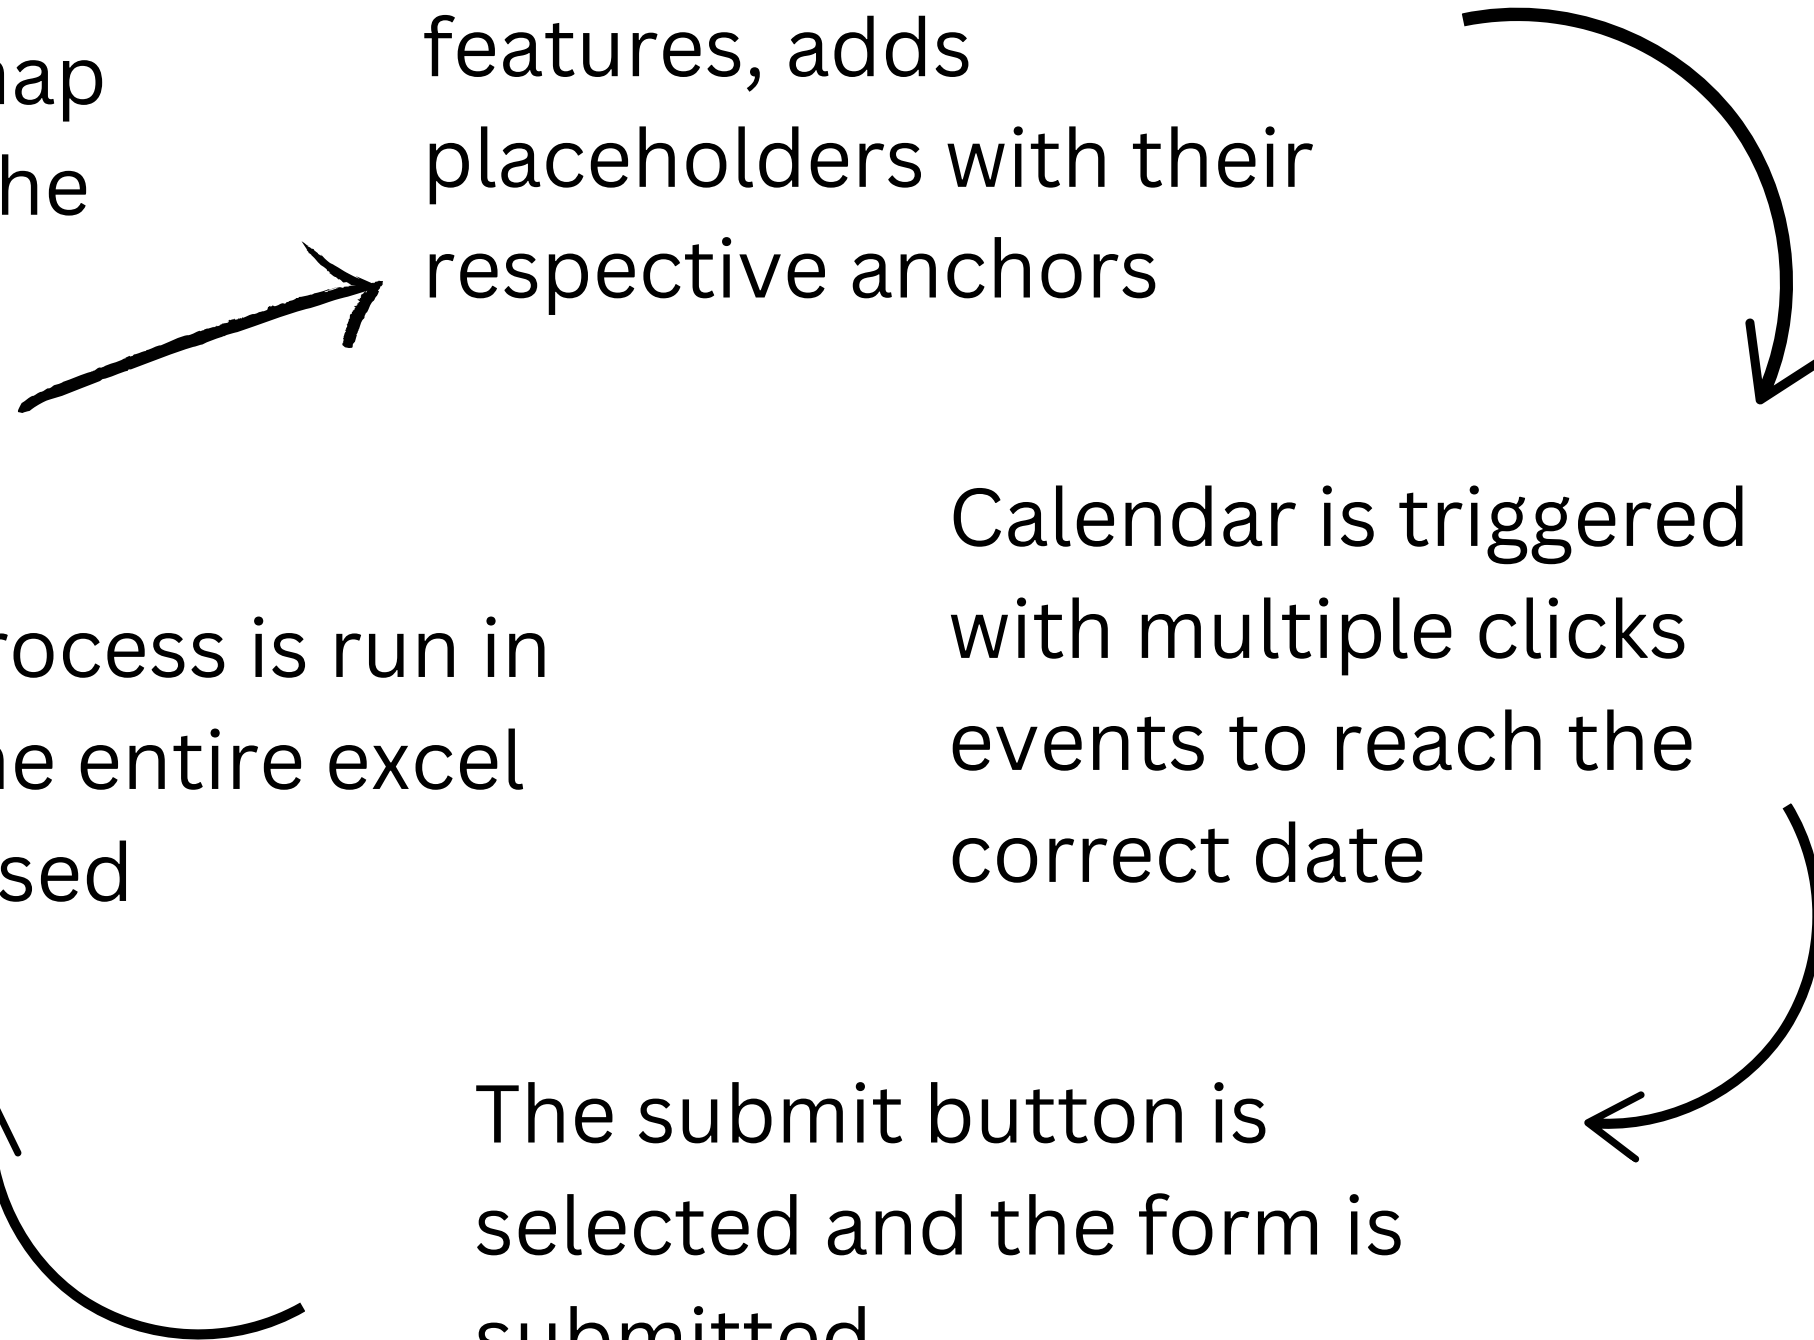 features, adds
placeholders with their
respective anchors
he
Calendar is triggered
with multiple clicks
events to reach the
correct date
rocess is run in
e entire excel
sed
The submit button is
selected and the form is
submitted